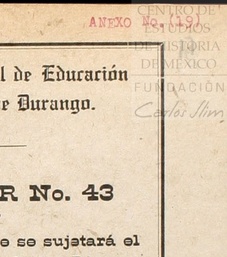 CENTRO DE
ESTUDIOS
DE HISTORIA
DE MÉXICO
FUNDACIÓN
Carlos Slim
ANEXO No. (19)
l de Educación
e Durango.
R No. 43
e se sujetará el